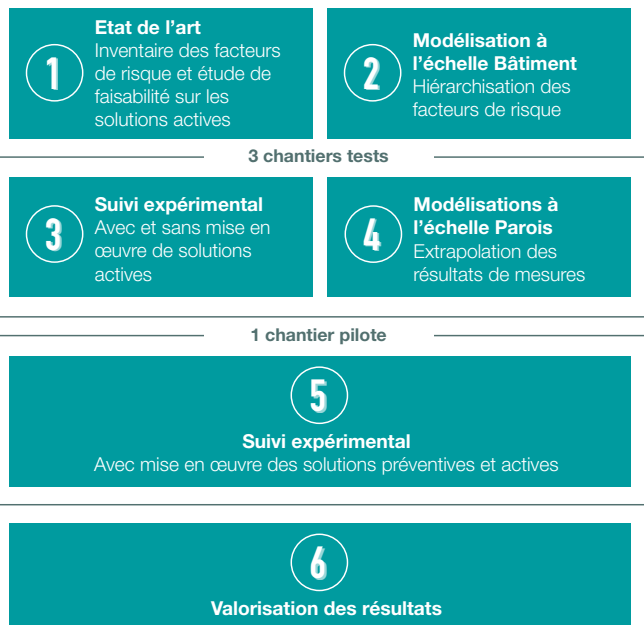 1
Etat de l'art
Inventaire des facteurs
de risque et étude de
faisabilité sur les
solutions actives
2
Modélisation à
l'échelle Bâtiment
Hiérarchisation des
facteurs de risque
3 chantiers tests
3
Suivi expérimental
Avec et sans mise en
œuvre de solutions
actives
4
Modélisations à
l'échelle Parois
Extrapolation des
résultats de mesures
1 chantier pilote
5
Suivi expérimental
Avec mise en œuvre des solutions préventives et actives
6
Valorisation des résultats